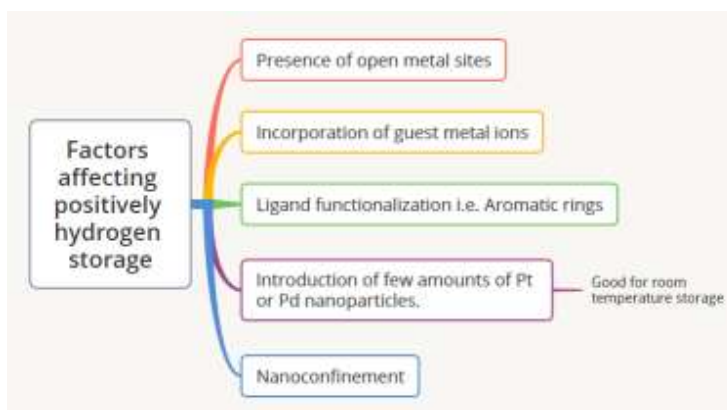 Factors
affecting
positively
hydrogen
storage
Presence of open metal sites
Incorporation of guest metal ions
Ligand functionalization i.e. Aromatic rings
Introduction of few amounts of Pt
or Pd nanoparticles.
Good for room
temperature storage
Nanoconfinement